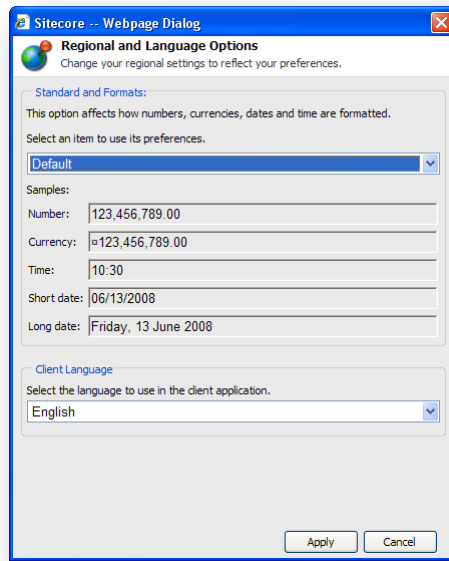 Sitecore -- Webpage Dialog
Regional and Language Options
Change your regional settings to reflect your preferences.
Standard and Formats:
This option affects how numbers, currencies, dates and time are formatted.
Select an item to use its preferences.
Default
Samples:
Number: 123,456,789.00
Currency: ¤123,456,789.00
Time: 10:30
Short date: 06/13/2008
Long date: Friday, 13 June 2008
Client Language
Select the language to use in the client application.
English
Apply Cancel